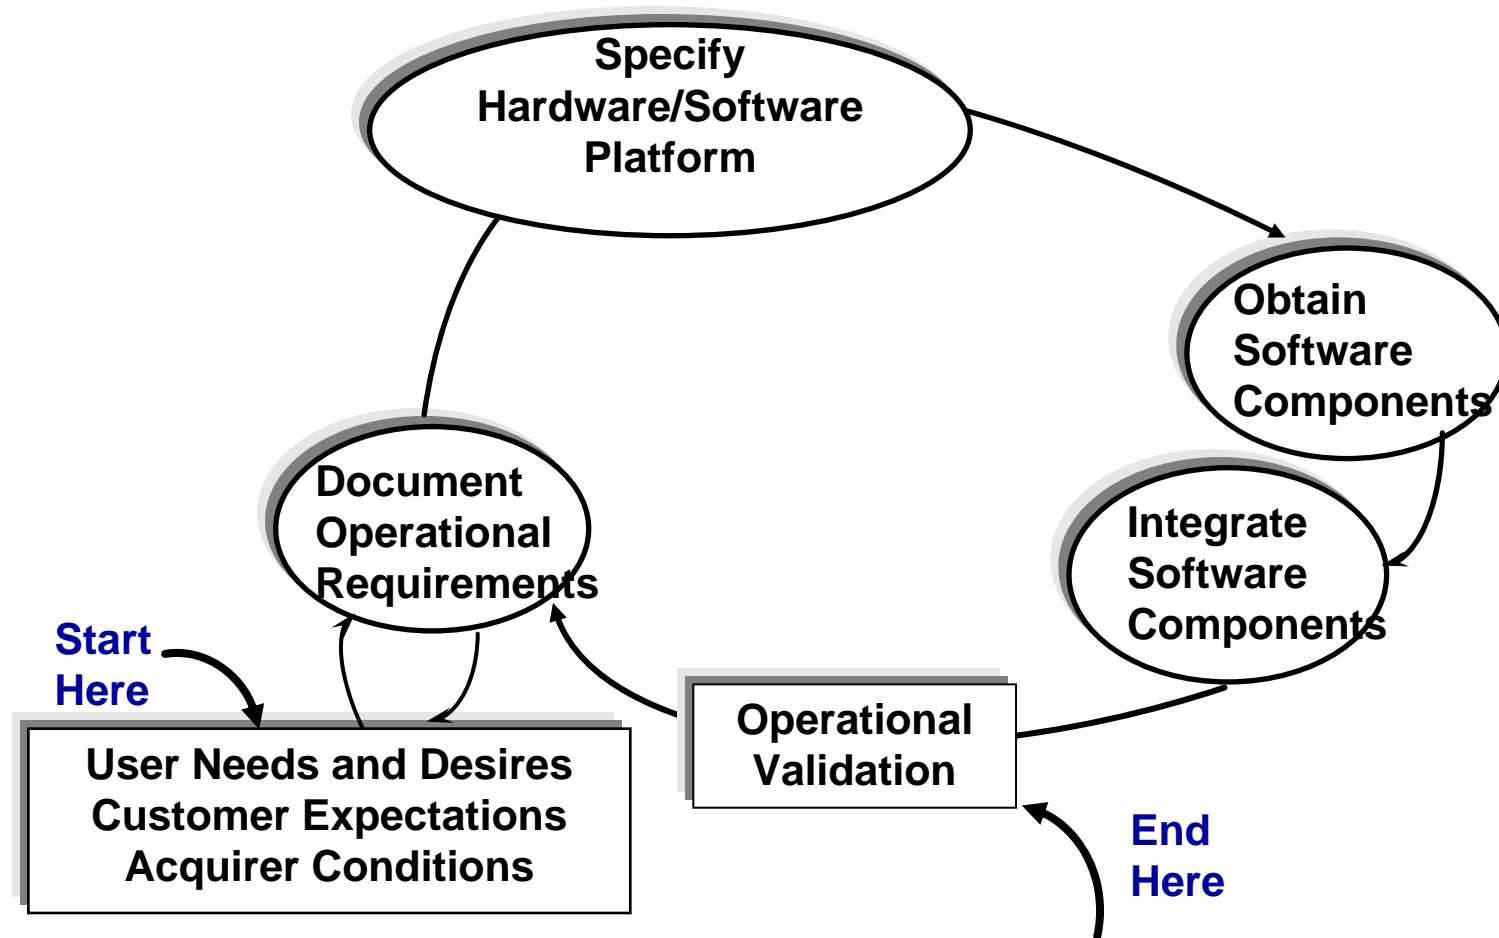 Specify
Hardware/Software
Platform
Obtain
Software
Components
Document
Operational
Requirements
Integrate
Software
Components
Start
Here
User Needs and Desires
Customer Expectations
Acquirer Conditions
Operational
Validation
End
Here